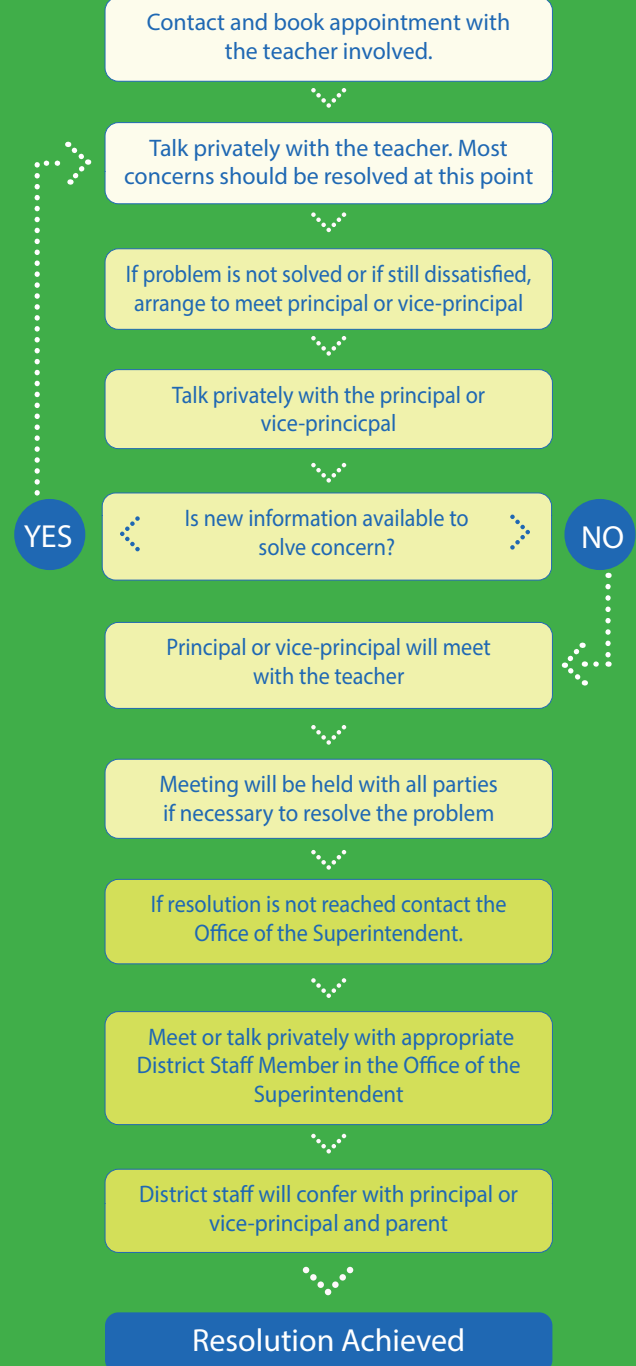 Contact and book appointment with
the teacher involved.
Talk privately with the teacher. Most
concerns should be resolved at this point
If problem is not solved or if still dissatisfied,
arrange to meet principal or vice-principal
Talk privately with the principal or
vice-princicpal
YES
Is new information available to
solve concern?
NO
Principal or vice-principal will meet
with the teacher
Meeting will be held with all parties
if necessary to resolve the problem
If resolution is not reached contact the
Office of the Superintendent.
Meet or talk privately with appropriate
District Staff Member in the Office of the
Superintendent
District staff will confer with principal or
vice-principal and parent
Resolution Achieved